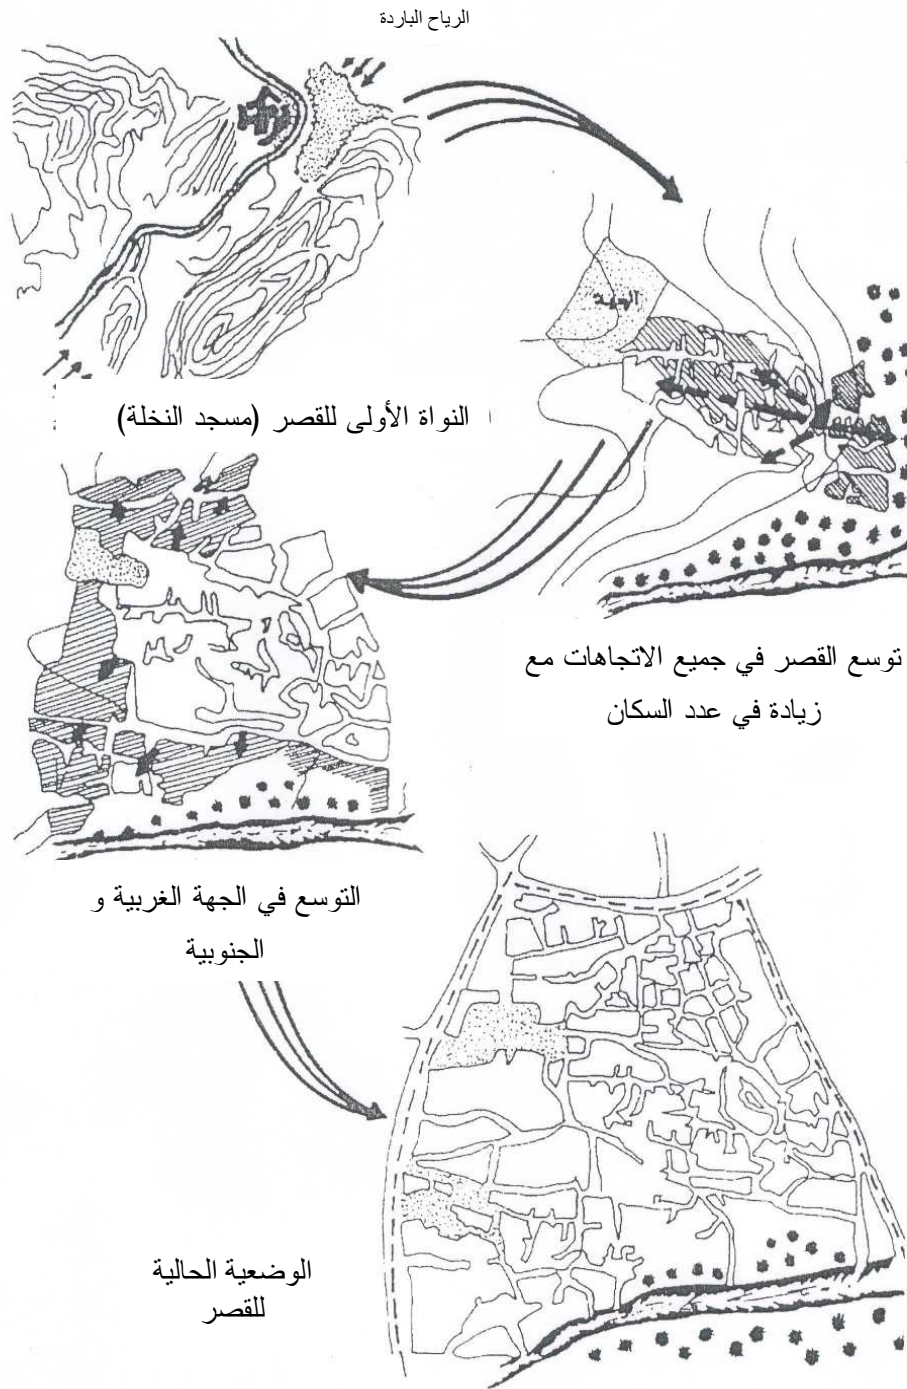 الرياح الباردة
النواة الأولى للقصر (مسجد النخلة)
توسع القصر في جميع الاتجاهات مع
زيادة في عدد السكان
التوسع في الجهة الغربية و
الجنوبية
الوضعية الحالية
للقصر